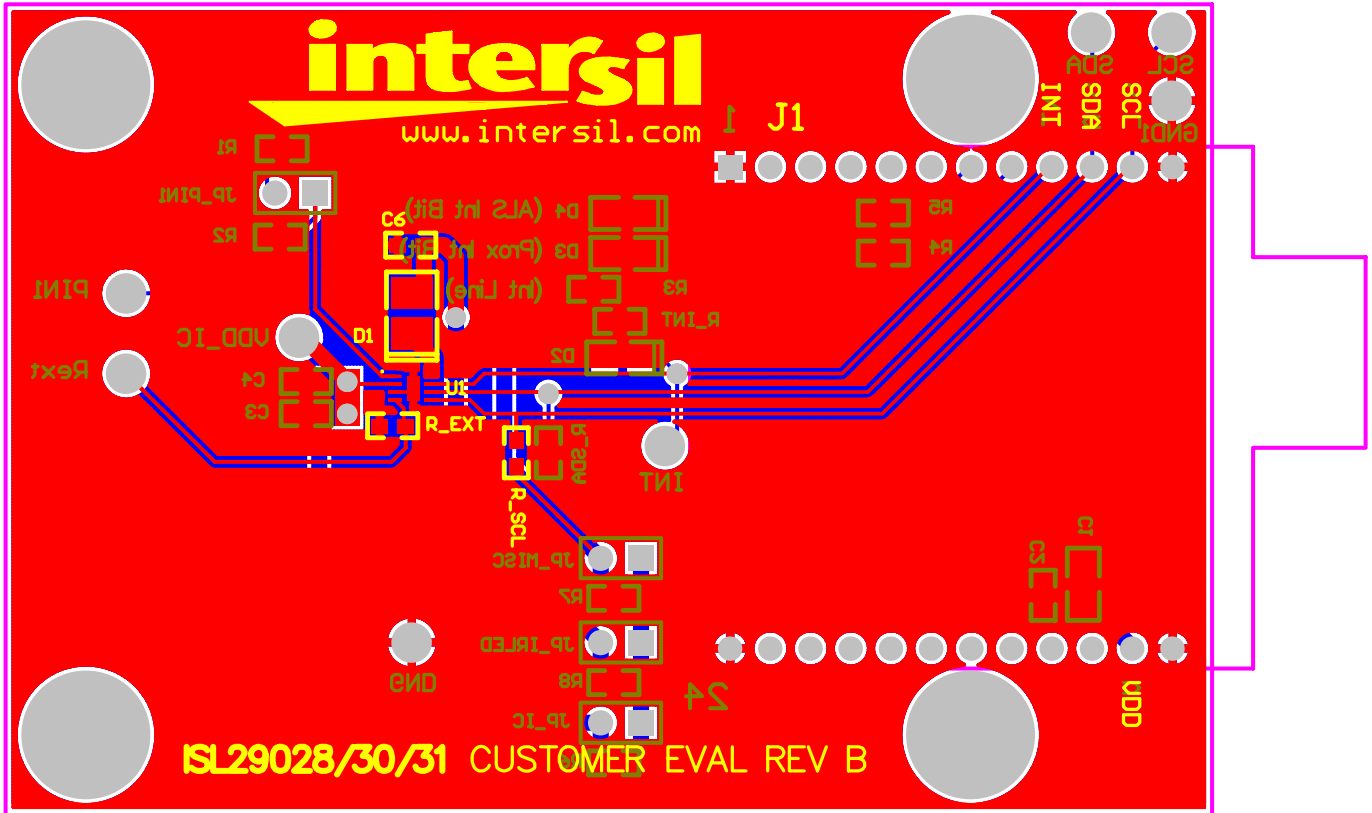 intersil
www.intersil.com
1
J1
SDA
SCL
INT
SDA
SCL
GND1
R1
JP_PIN1
R2
C6
D4 (ALS Int Bit)
D3 (Prox Int Bit)
(Int Line)
R3
R_INT
R5
R4
PIN1
VDD_IC
D1
D2
Rext
C4
C3
U1
R_EXT
R_SDA
R_SCL
INT
JP_MISC
R7
C2
C1
JP_IRLED
GND
R8
24
JP_IC
VDD
ISL29028/30/31 CUSTOMER EVAL REV B